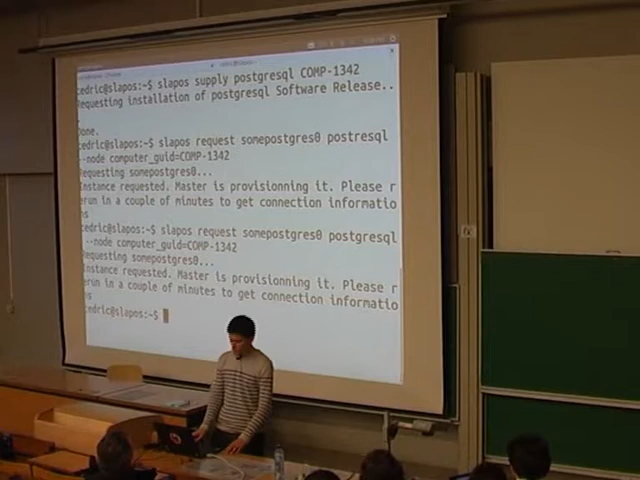 cedric@slapos:~$ slapos supply postgresql COMP-1342
Requesting installation of postgresql Software Release..
.
Done.
cedric@slapos:~$ slapos request somepostgres0 postresql
--node computer_guid=COMP-1342
Requesting somepostgres0...
Instance requested. Master is provisionning it. Please r
erun in a couple of minutes to get connection informatio
ns
cedric@slapos:~$ slapos request somepostgres0 postgresql
--node computer_guid=COMP-1342
Requesting somepostgres0...
Instance requested. Master is provisionning it. Please r
erun in a couple of minutes to get connection informatio
ns
cedric@slapos:~$